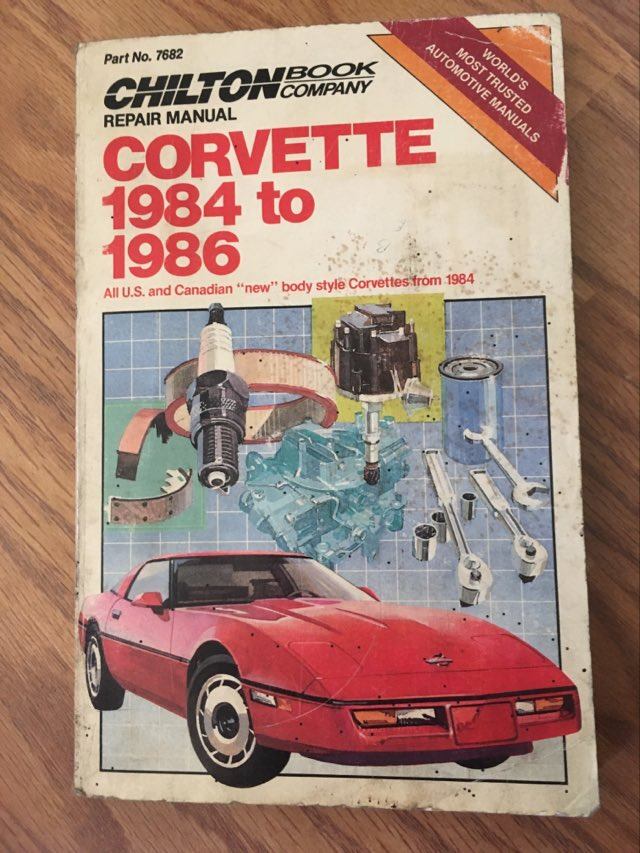 Part No. 7682
CHILTON BOOK COMPANY
REPAIR MANUAL
WORLD'S
MOST TRUSTED
AUTOMOTIVE MANUALS
CORVETTE
1984 to
1986
All U.S. and Canadian "new" body style Corvettes from 1984